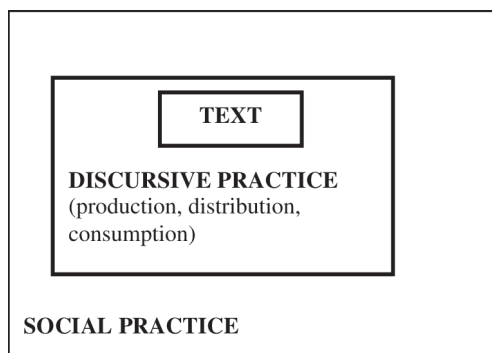 TEXT
DISCURSIVE PRACTICE
(production, distribution,
consumption)
SOCIAL PRACTICE